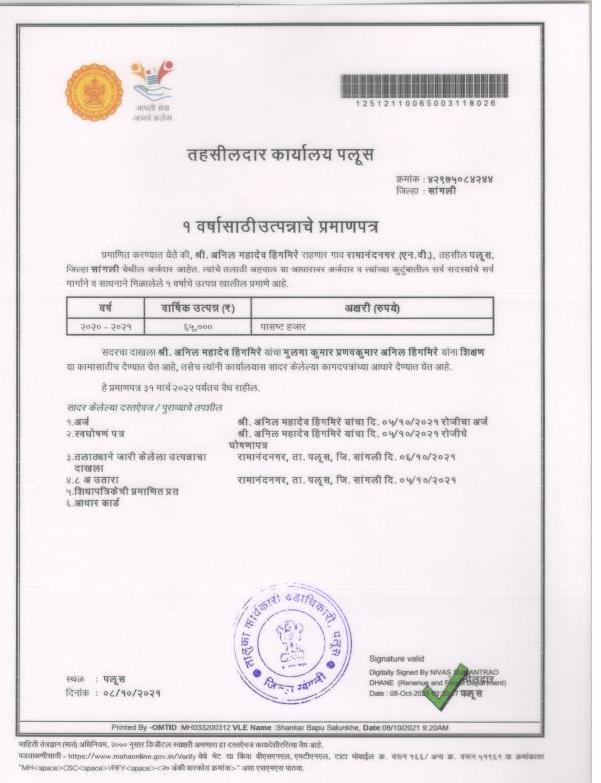 आपली सेवा
आमचे कर्तव्य
12512110065003118026
तहसीलदार कार्यालय पलूस
क्रमांक : ४२९७५०८४२४४
जिल्हा : सांगली
१ वर्षासाठी उत्पन्नाचे प्रमाणपत्र
प्रमाणित करण्यात येते की, श्री. अनिल महादेव हिंगमिरे राहणार गाव रामानंदनगर (एन.वी.), तहसील पलूस,
जिल्हा सांगली येथील अर्जदार आहेत. त्यांचे तलाठी अहवाल या आधारावर अर्जदार व त्यांच्या कुटुंबातील सर्व सदस्यांचे सर्व
मार्गाने व साधनाने मिळालेले १ वर्षाचे उत्पन्न खालील प्रमाणे आहे.
वर्ष वार्षिक उत्पन्न (₹) अक्षरी (रुपये)
२०२० - २०२१ ६५,००० पासष्ट हजार
सदरचा दाखला श्री. अनिल महादेव हिंगमिरे यांचा मुलगा कुमार प्रणवकुमार अनिल हिंगमिरे यांना शिक्षण
या कामासाठीच देण्यात येत आहे, तसेच त्यांनी कार्यालयास सादर केलेल्या कागदपत्रांच्या आधारे देण्यात येत आहे.
हे प्रमाणपत्र ३१ मार्च २०२२ पर्यंतच वैध राहील.
सादर केलेल्या दस्तऐवज / पुराव्याचे तपशील
१.अर्ज श्री. अनिल महादेव हिंगमिरे यांचा दि. ०५/१०/२०२१ रोजीचा अर्ज
२.स्वघोषणं पत्र श्री. अनिल महादेव हिंगमिरे यांचा दि. ०५/१०/२०२१ रोजीचे
घोषणापत्र
३.तलाठ्याने जारी केलेला उत्पन्नाचा रामानंदनगर, ता. पलूस, जि. सांगली दि. ०६/१०/२०२१
दाखला
४.८ अ उतारा रामानंदनगर, ता. पलूस, जि. सांगली दि. ०५/१०/२०२१
५.शिधापत्रिकेची प्रमाणित प्रत
६.आधार कार्ड
तालुका कार्यकारी दंडाधिकारी, पलूस
जिल्हा सांगली
Signature valid
Digitally Signed By NIVAS
DHANE (Revenue and Forest Department)
Date : 08-Oct-2021
तहसीलदार
पलूस
स्थळ : पलूस
दिनांक : ०८/१०/२०२१
Printed By -OMTID :MH033200312 VLE Name :Shankar Bapu Salunkhe, Date:08/10/2021 9:20AM
माहिती तंत्रज्ञान (मात) अधिनियम, २००० नुसार डिजीटल स्वाक्षरी असणारा हा दस्तऐवज कायदेशीररित्या वैध आहे.
पडताळणीसाठी - https://www.mahaonline.gov.in/Verify येथे भेट द्या किंवा बीएसएनएल, एमटीएनएल, टाटा मोबाईल क्र. वरून १६६/ अन्य क्र. वरून ५१९६९ या क्रमांकावर
"MH<space>CSC<space>VRFY<space><२० अंकी बारकोड क्रमांक>" असा एसएमएस पाठवा.